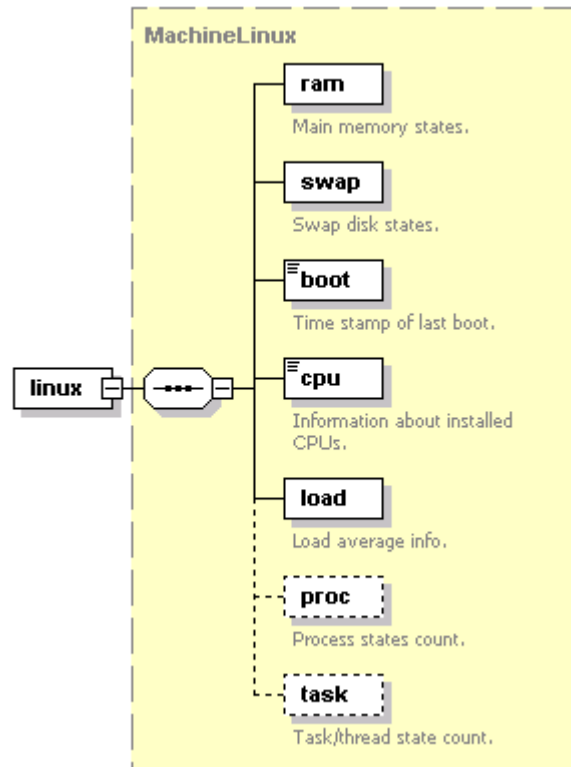 MachineLinux
ram
Main memory states.
swap
Swap disk states.
boot
Time stamp of last boot.
linux
cpu
Information about installed
CPUs.
load
Load average info.
proc
Process states count.
task
Task/thread state count.